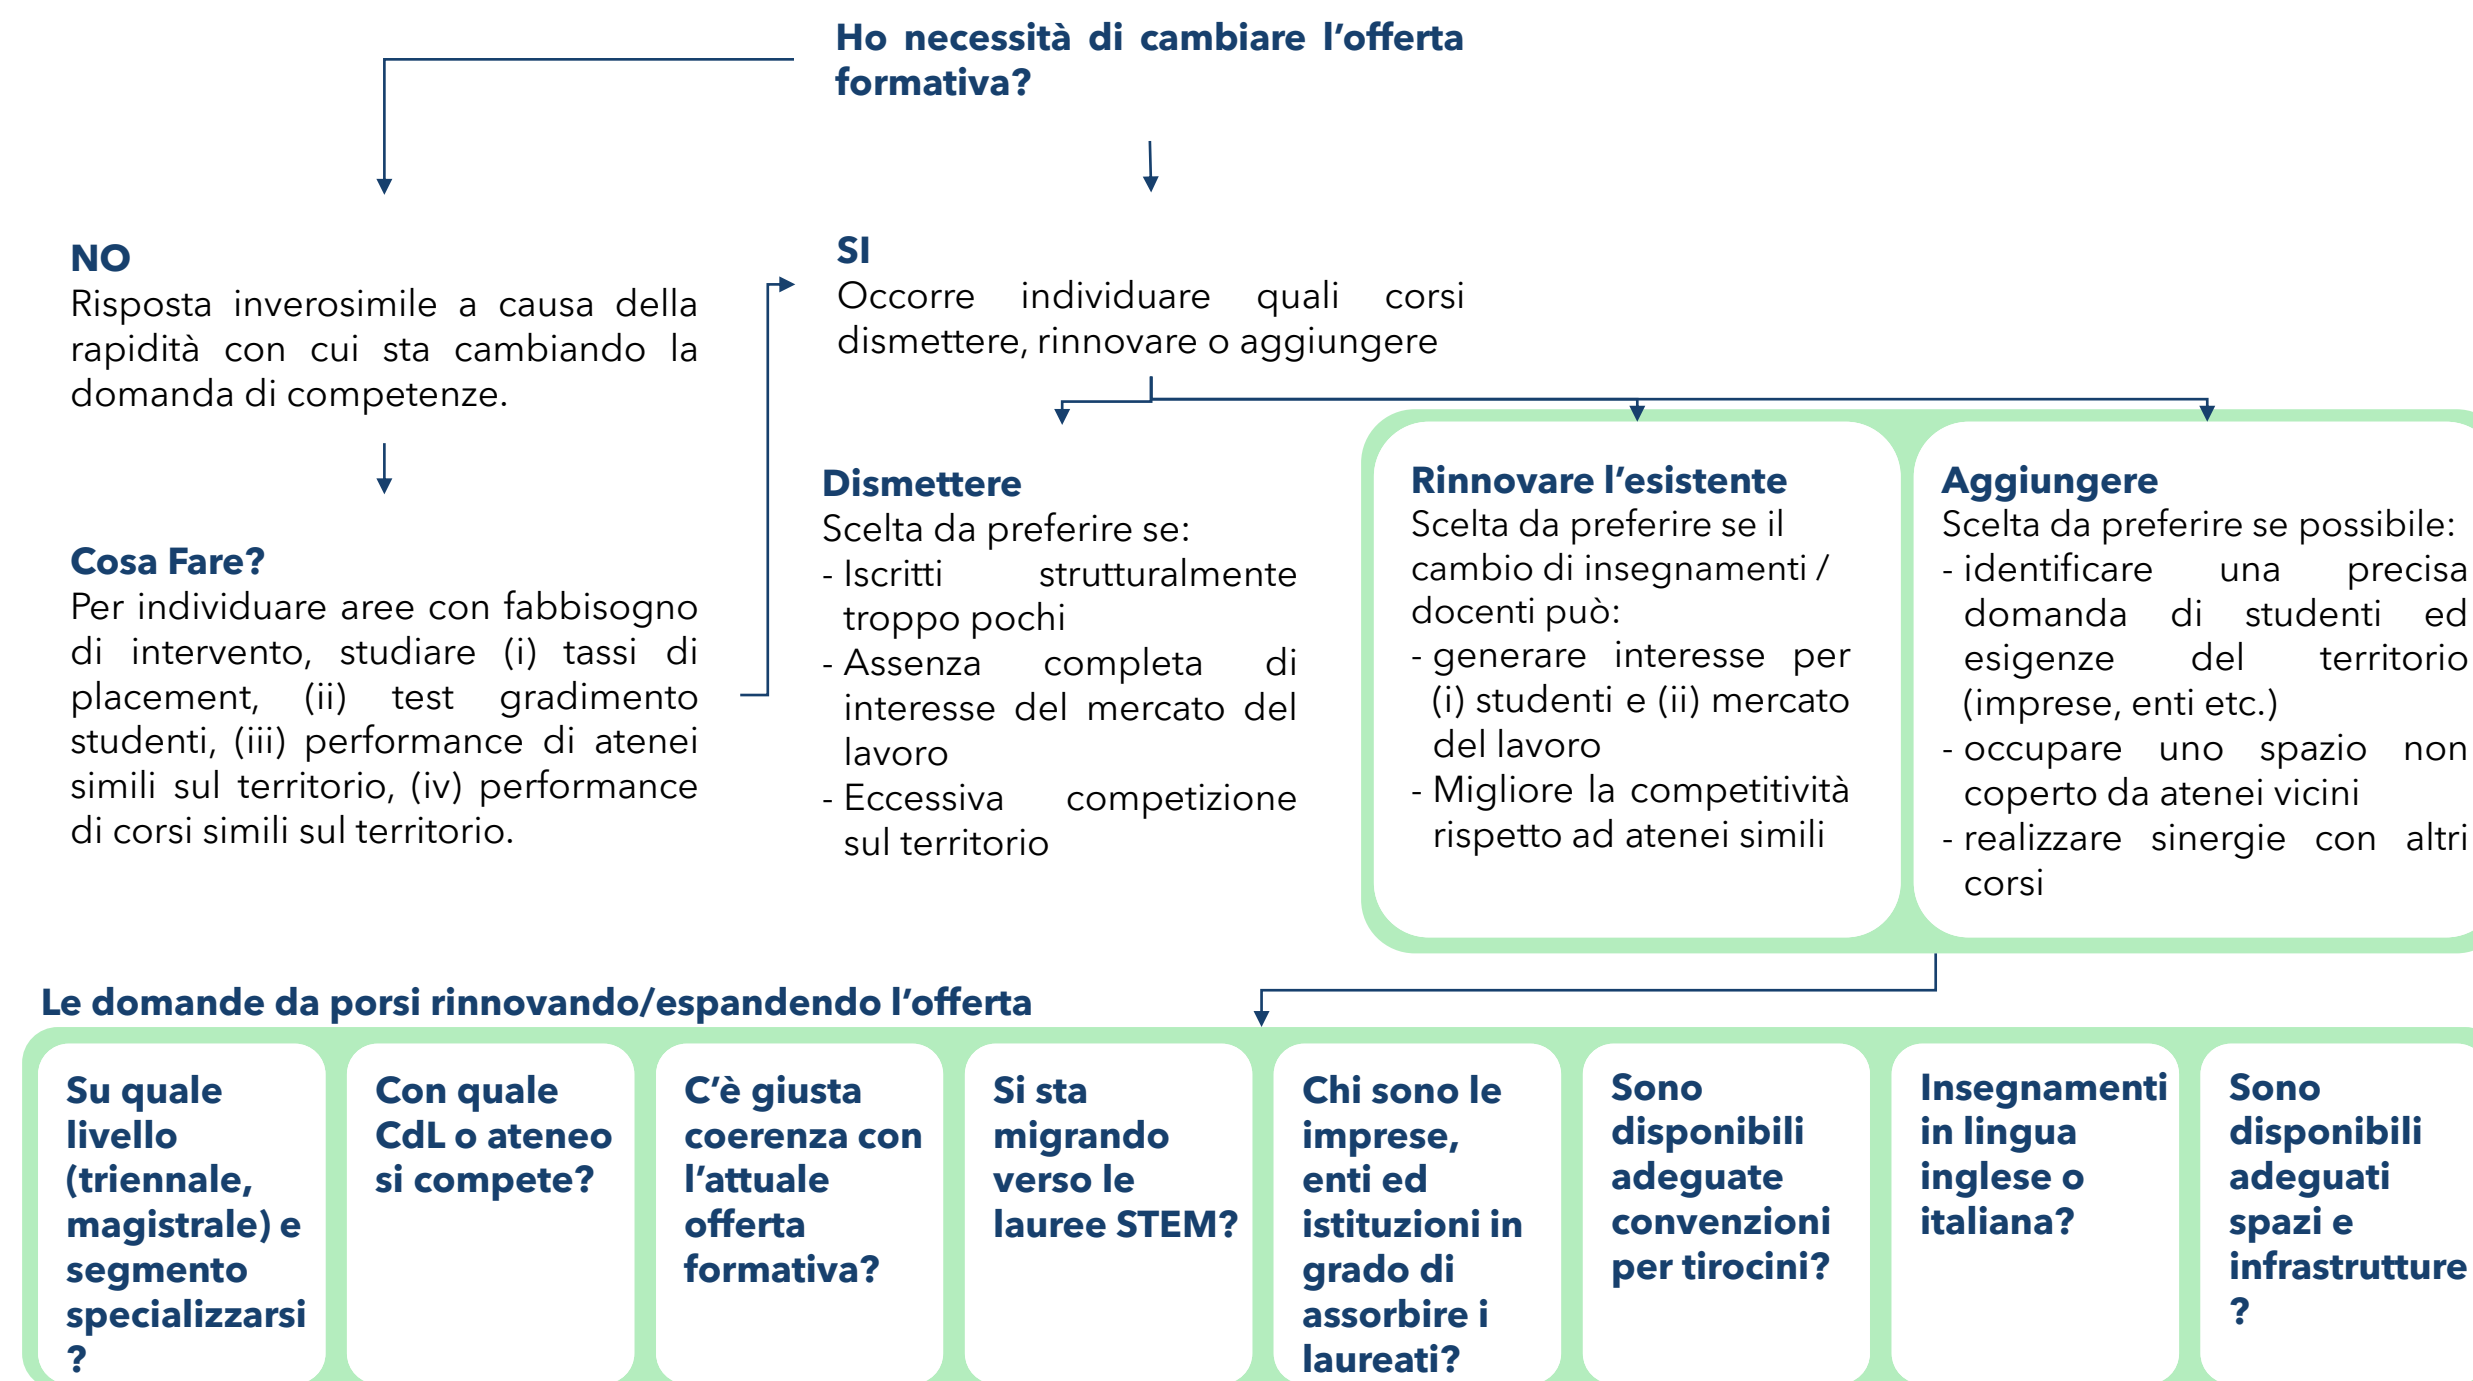 Ho necessità di cambiare l’offerta
formativa?
NO
Risposta inverosimile a causa della
rapidità con cui sta cambiando la
domanda di competenze.
SI
Occorre individuare quali corsi
dismettere, rinnovare o aggiungere
Cosa Fare?
Per individuare aree con fabbisogno
di intervento, studiare (i) tassi di
placement, (ii) test gradimento
studenti, (iii) performance di atenei
simili sul territorio, (iv) performance
di corsi simili sul territorio.
Dismettere
Scelta da preferire se:
- Iscritti strutturalmente
troppo pochi
- Assenza completa di
interesse del mercato del
lavoro
- Eccessiva competizione
sul territorio
Rinnovare l’esistente
Scelta da preferire se il
cambio di insegnamenti /
docenti può:
- generare interesse per
(i) studenti e (ii) mercato
del lavoro
- Migliore la competitività
rispetto ad atenei simili
Aggiungere
Scelta da preferire se possibile:
- identificare una precisa
domanda di studenti ed
esigenze del territorio
(imprese, enti etc.)
- occupare uno spazio non
coperto da atenei vicini
- realizzare sinergie con altri
corsi
Le domande da porsi rinnovando/espandendo l’offerta
Su quale
livello
(triennale,
magistrale) e
segmento
specializzarsi
?
Con quale
CdL o ateneo
si compete?
C’è giusta
coerenza con
l’attuale
offerta
formativa?
Si sta
migrando
verso le
lauree STEM?
Chi sono le
imprese,
enti ed
istituzioni in
grado di
assorbire i
laureati?
Sono
disponibili
adeguate
convenzioni
per tirocini?
Insegnamenti
in lingua
inglese o
italiana?
Sono
disponibili
adeguati
spazi e
infrastrutture
?